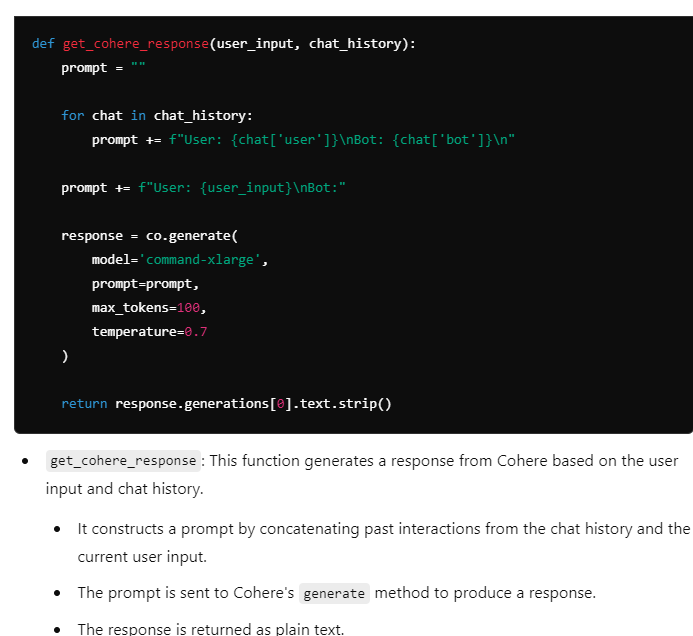 def get_cohere_response(user_input, chat_history):
    prompt = ""
    for chat in chat_history:
        prompt += f"User: {chat['user']}\nBot: {chat['bot']}\n"
    prompt += f"User: {user_input}\nBot:"
    response = co.generate(
        model='command-xlarge',
        prompt=prompt,
        max_tokens=100,
        temperature=0.7
    )
    return response.generations[0].text.strip()
• get_cohere_response: This function generates a response from Cohere based on the user
input and chat history.
• It constructs a prompt by concatenating past interactions from the chat history and the
current user input.
• The prompt is sent to Cohere's generate method to produce a response.
• The response is returned as plain text.